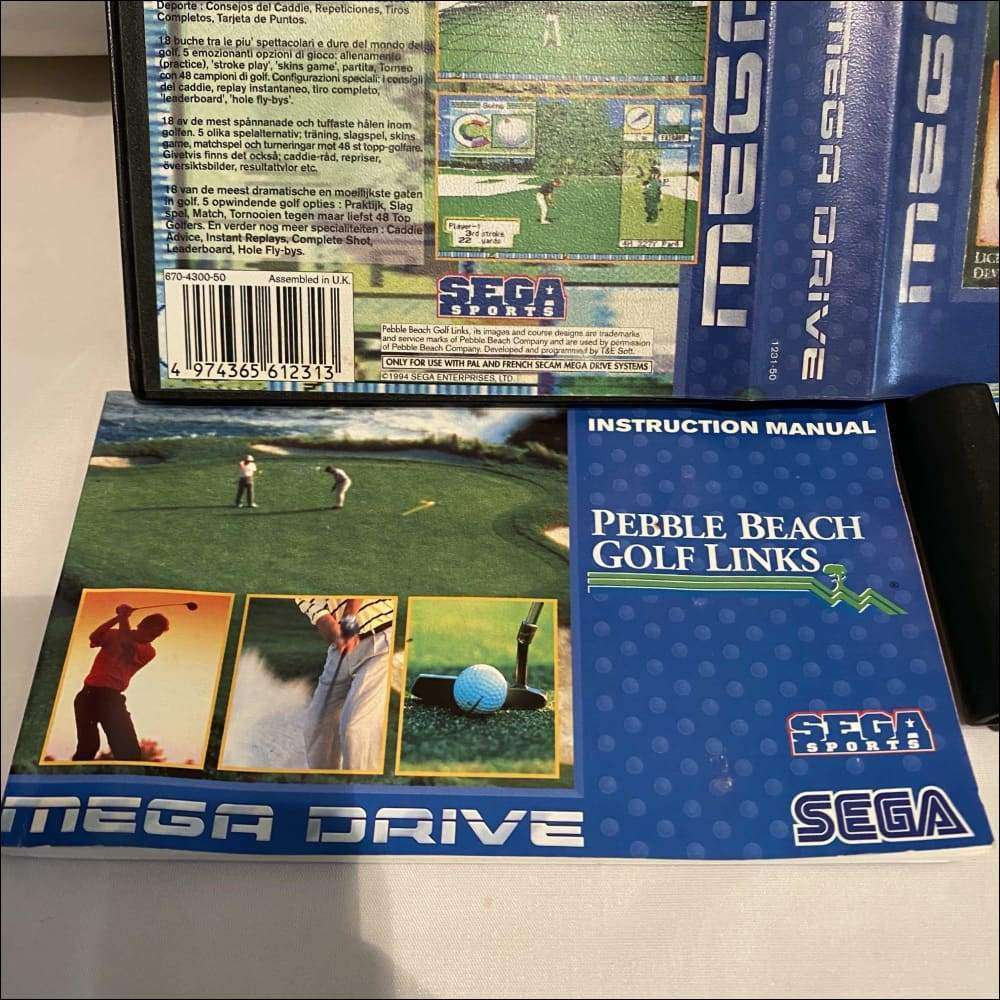 Deporte : Consejos del Caddie, Repeticiones, Tiros
Completos, Tarjeta de Puntos.
18 buche tra le piu' spettacolari e dure del mondo del
golf. 5 emozionanti opzioni di gioco: allenamento
(practice), 'stroke play', 'skins game', partita, Torneo
con 48 campioni di golf. Configurazioni speciali: i consigli
del caddie, replay instantaneo, tiro completo,
'leaderboard', 'hole fly-bys'.
18 av de mest spånnanade och tuffaste hålen inom
golfen. 5 olika spelalternativ; träning, slagspel, skins
game, matchspel och turneringar mot 48 st topp-golfare.
Givetvis finns det också; caddie-råd, repriser,
översiktsbilder, resultattvlor etc.
18 van de meest dramatische en moeilijkste gaten
in golf. 5 opwindende golf opties : Praktijk, Slag
spel, Match, Tornooien tegen maar liefst 48 Top
Golfers. En verder nog meer specialiteiten : Caddie
Advice, Instant Replays, Complete Shot,
Leaderboard, Hole Fly-bys.
670-4300-50 Assembled in U.K.
4 974365 612313
Swing
Player-1
3rd stroke
22 yards
SEGA
SPORTS
Pebble Beach Golf Links, its images and course designs are trademarks
and service marks of Pebble Beach Company and are used by permission
of Pebble Beach Company. Developed and programmed by T&E Soft.
ONLY FOR USE WITH PAL AND FRENCH SECAM MEGA DRIVE SYSTEMS
©1994 SEGA ENTERPRISES, LTD.
MEGA DRIVE
1231-50
INSTRUCTION MANUAL
PEBBLE BEACH
GOLF LINKS
®
SEGA
SPORTS
MEGA DRIVE
SEGA